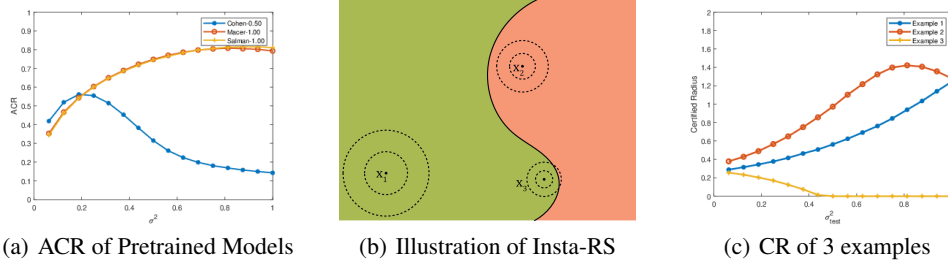 0.9
0.8
0.7
0.6
0.5
0.4
0.3
0.2
0.1
0
ACR
0 0.2 0.4 0.6 0.8 1
σ²
Cohen-0.50
Macer-1.00
Salman-1.00
(a) ACR of Pretrained Models
x₂
x₁
x₃
(b) Illustration of Insta-RS
2
1.8
1.6
1.4
1.2
1
0.8
0.6
0.4
0.2
0
Certified Radius
0 0.2 0.4 0.6 0.8
σ²Test
Example 1
Example 2
Example 3
(c) CR of 3 examples